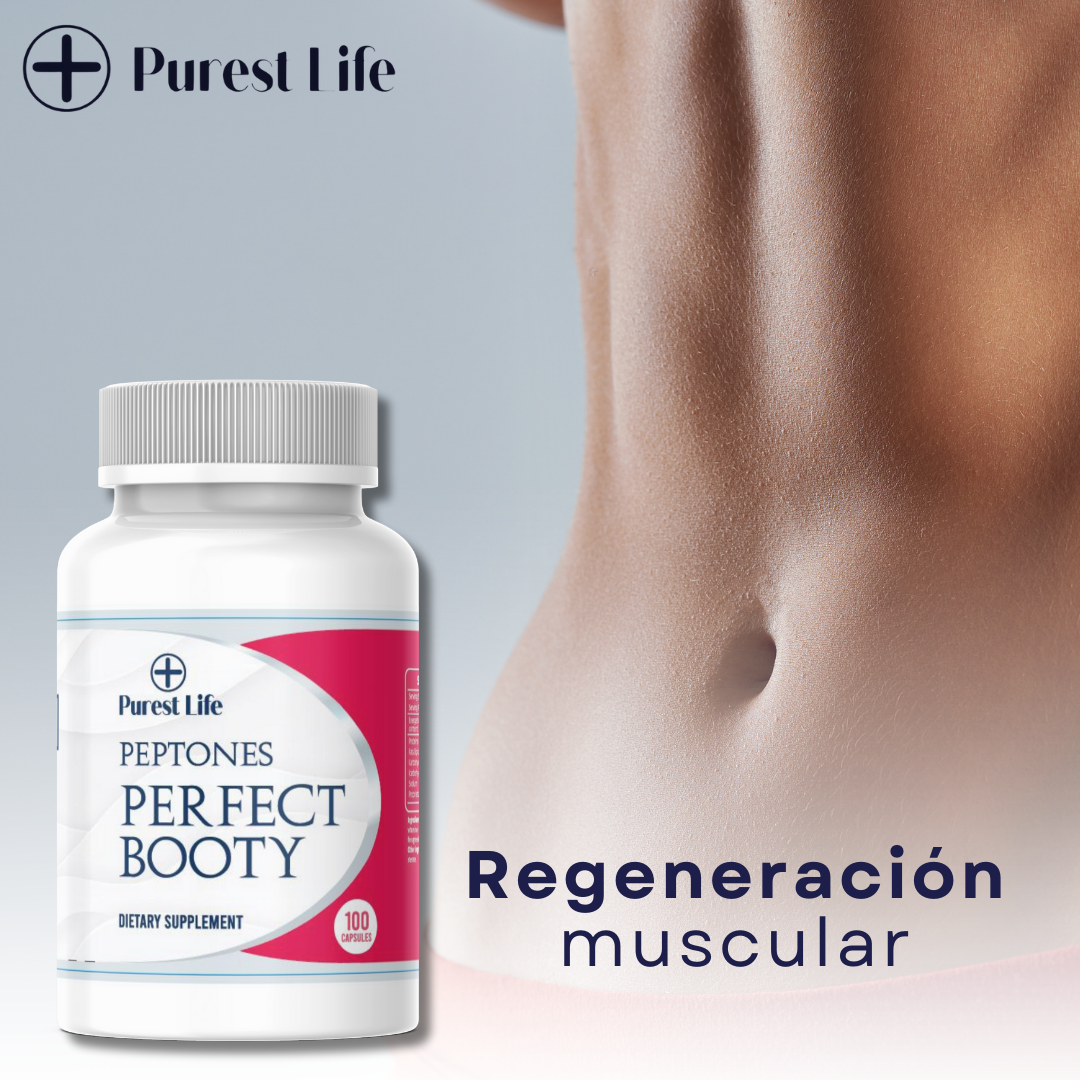 Purest Life
Purest Life
PEPTONES
PERFECT
BOOTY
DIETARY SUPPLEMENT
100
CAPSULES
Regeneración
muscular